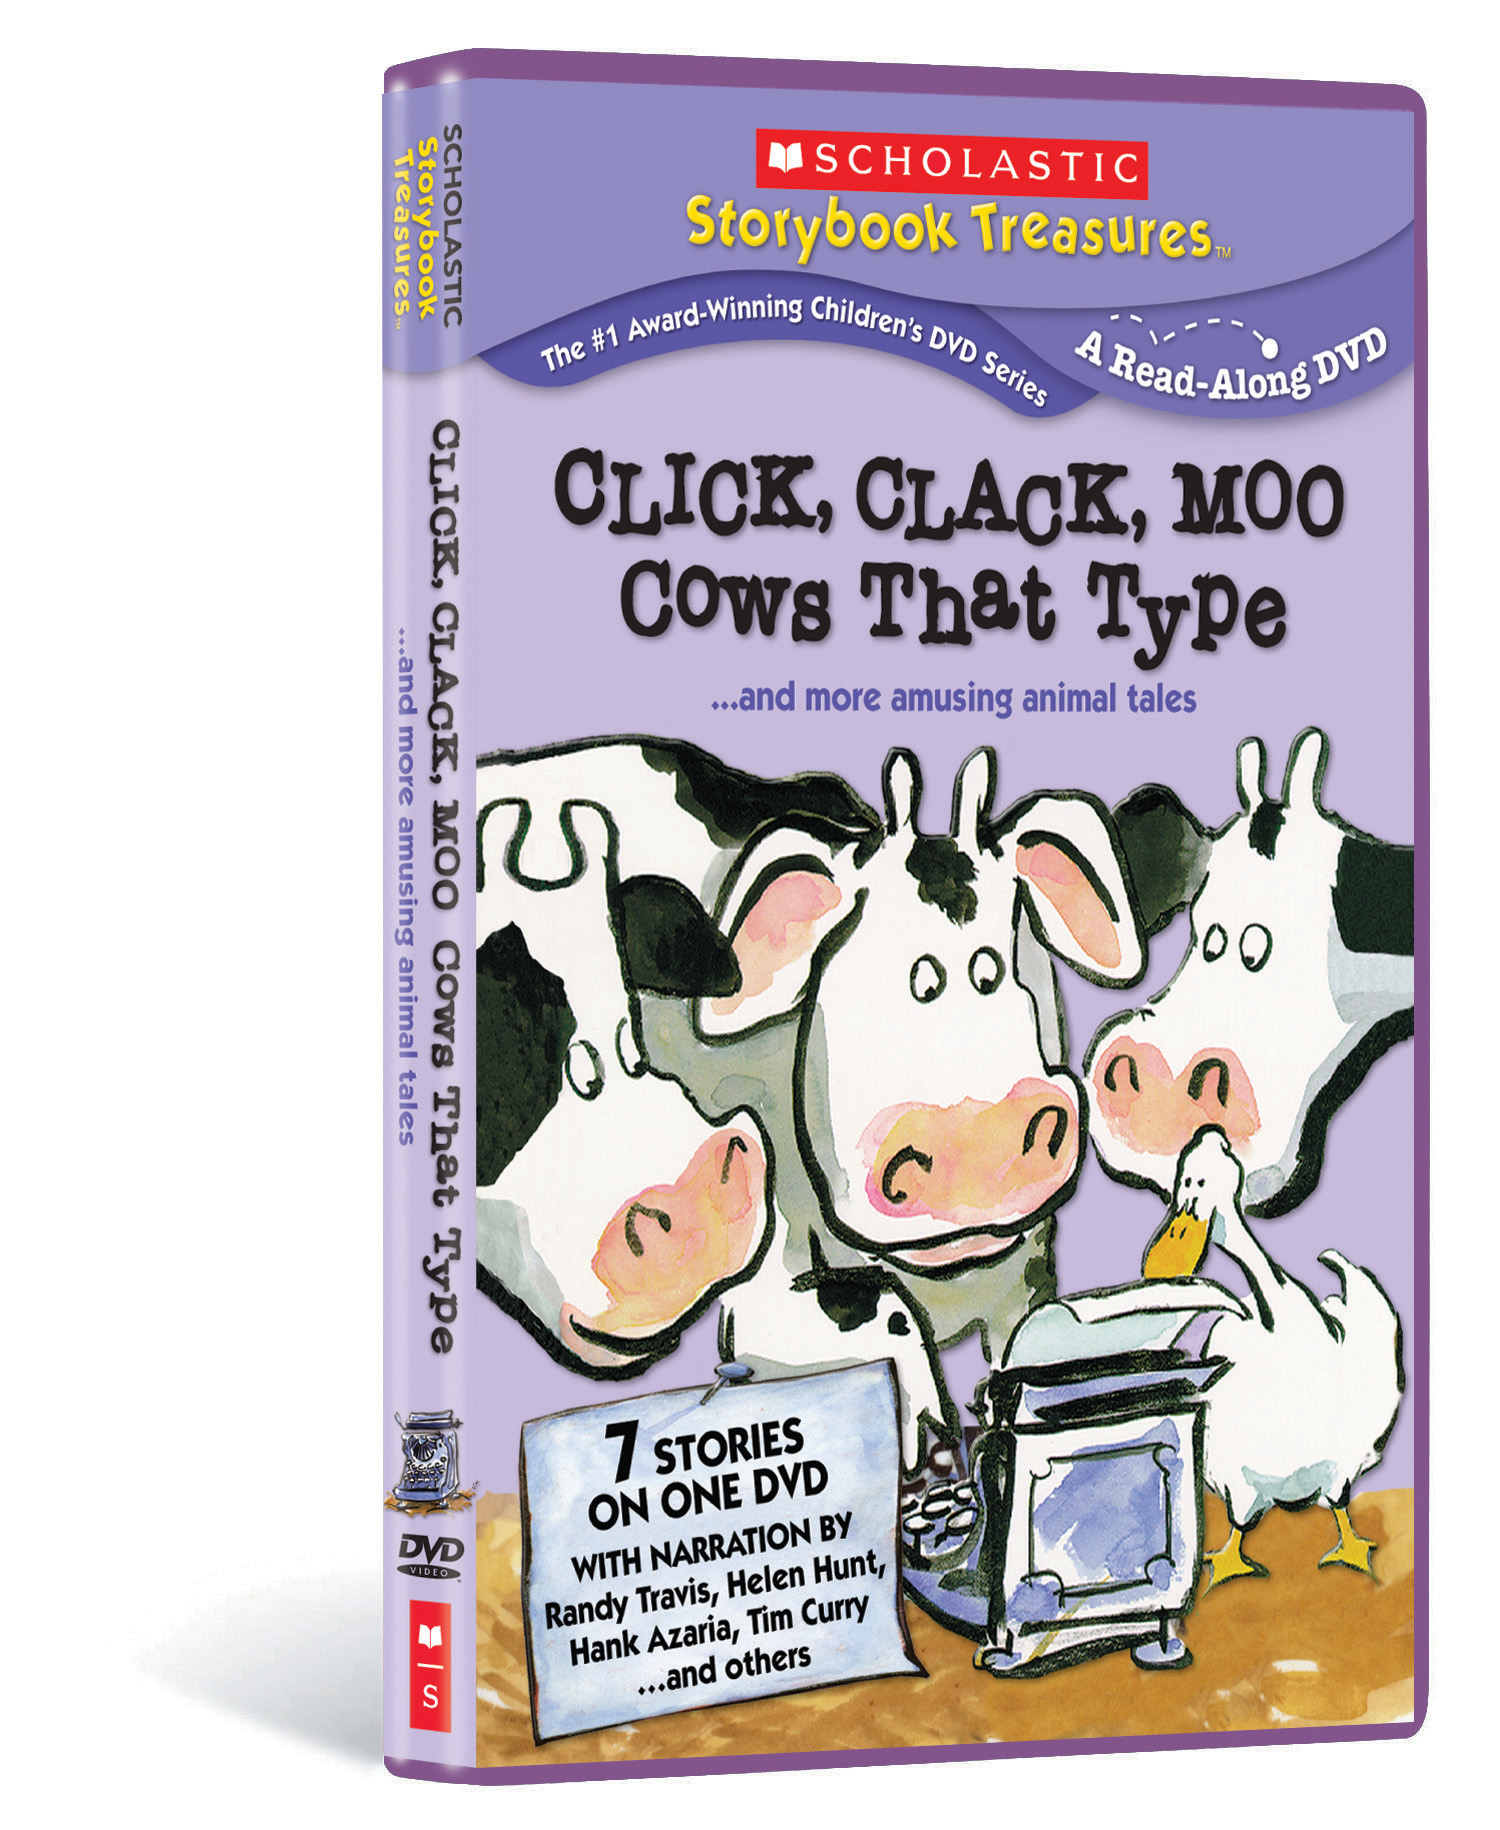 SCHOLASTIC
Storybook Treasures™
The #1 Award-Winning Children's DVD Series
A Read-Along DVD
CLICK, CLACK, MOO
Cows That Type
...and more amusing animal tales
7 STORIES
ON ONE DVD
WITH NARRATION BY
Randy Travis, Helen Hunt,
Hank Azaria, Tim Curry
...and others
SCHOLASTIC
Storybook
Treasures™
CLICK, CLACK, MOO Cows That Type
...and more amusing animal tales
DVD
VIDEO
S